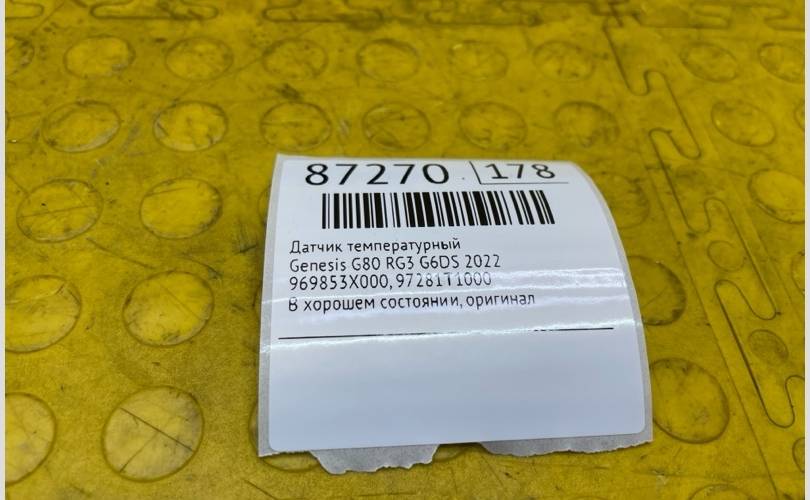 87270 178
Датчик температурный
Genesis G80 RG3 G6DS 2022
969853X000, 97281T1000
В хорошем состоянии, оригинал